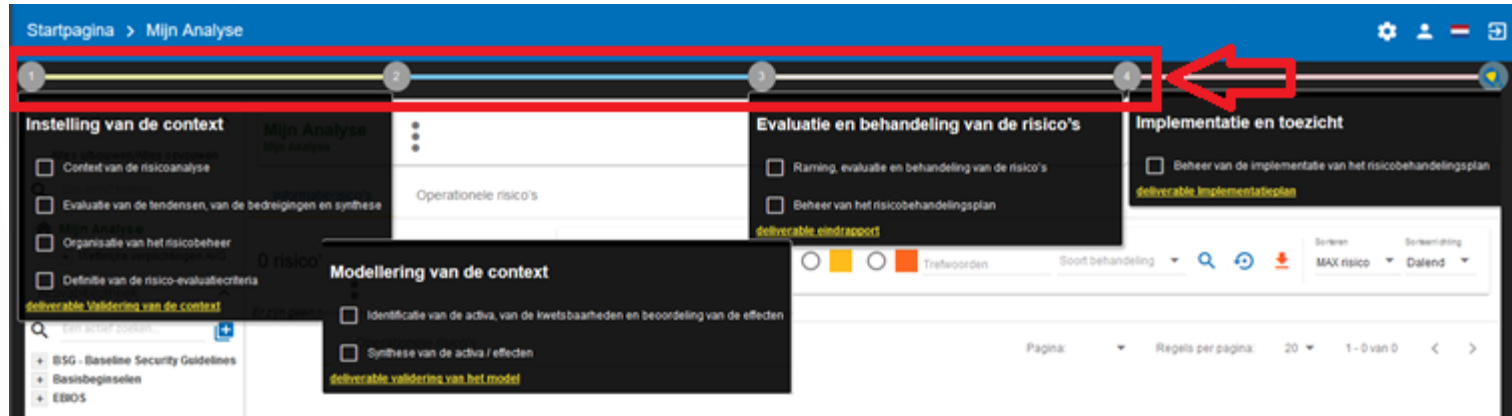 Startpagina > Mijn Analyse
1
2
3
4
Instelling van de context
Context van de risicoanalyse
Evaluatie van de tendensen, van de bedreigingen en synthese
Organisatie van het risicobeheer
Definitie van de risico-evaluatiecriteria
deliverable Validering van de context
Mijn Analyse
Mijn Analyse
Operationele risico's
Mijn Analyse
0 risico'
Modellering van de context
Identificatie van de activa, van de kwetsbaarheden en beoordeling van de effecten
Synthese van de activa / effecten
deliverable validering van het model
Evaluatie en behandeling van de risico's
Raming, evaluatie en behandeling van de risico's
Beheer van het risicobehandelingsplan
deliverable eindrapport
Implementatie en toezicht
Beheer van de implementatie van het risicobehandelingsplan
deliverable Implementatieplan
Trefwoorden
Soort behandeling
Sorteren
MAX risico
Sorteerrichting
Dalend
Een actief zoeken...
+ BSG - Baseline Security Guidelines
+ Basisbeginselen
+ EBIOS
Pagina:
Regels per pagina:
20
1 - 0 van 0